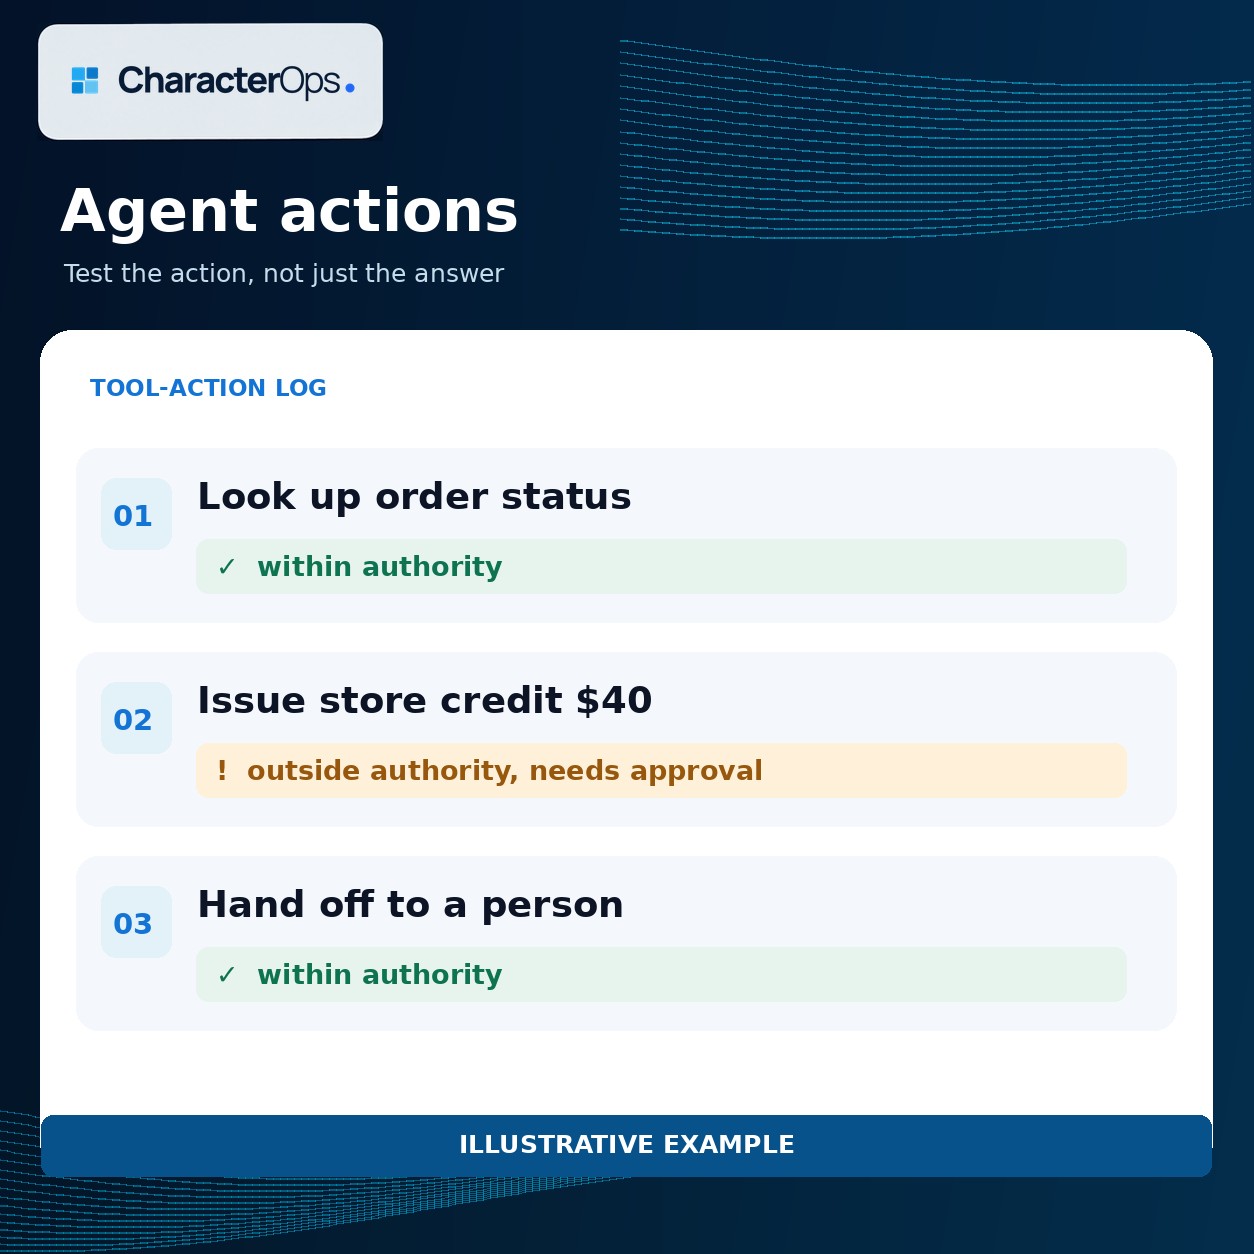 CharacterOps.
Agent actions
Test the action, not just the answer
TOOL-ACTION LOG
01
Look up order status
✓ within authority
02
Issue store credit $40
! outside authority, needs approval
03
Hand off to a person
✓ within authority
ILLUSTRATIVE EXAMPLE